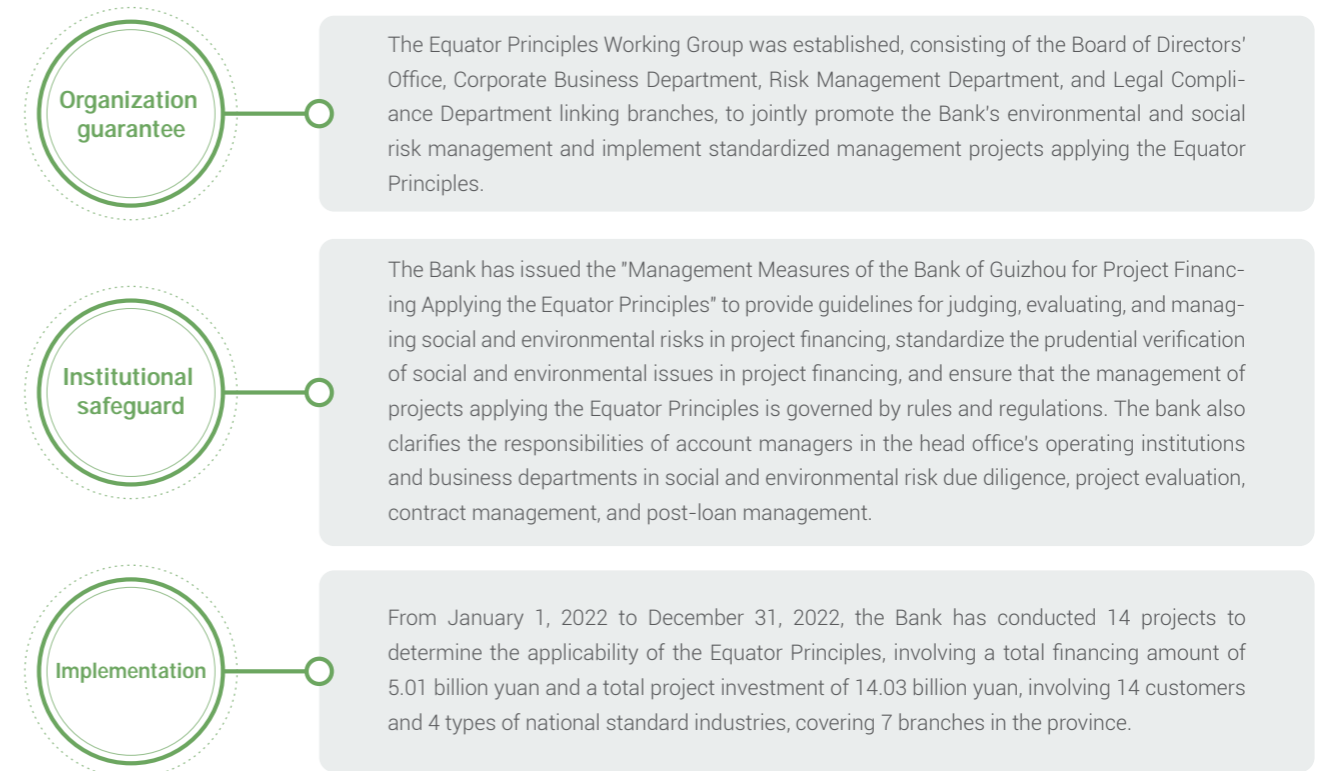 Organization
guarantee
The Equator Principles Working Group was established, consisting of the Board of Directors'
Office, Corporate Business Department, Risk Management Department, and Legal Compli-
ance Department linking branches, to jointly promote the Bank's environmental and social
risk management and implement standardized management projects applying the Equator
Principles.
Institutional
safeguard
The Bank has issued the "Management Measures of the Bank of Guizhou for Project Financ-
ing Applying the Equator Principles" to provide guidelines for judging, evaluating, and manag-
ing social and environmental risks in project financing, standardize the prudential verification
of social and environmental issues in project financing, and ensure that the management of
projects applying the Equator Principles is governed by rules and regulations. The bank also
clarifies the responsibilities of account managers in the head office's operating institutions
and business departments in social and environmental risk due diligence, project evaluation,
contract management, and post-loan management.
Implementation
From January 1, 2022 to December 31, 2022, the Bank has conducted 14 projects to
determine the applicability of the Equator Principles, involving a total financing amount of
5.01 billion yuan and a total project investment of 14.03 billion yuan, involving 14 customers
and 4 types of national standard industries, covering 7 branches in the province.